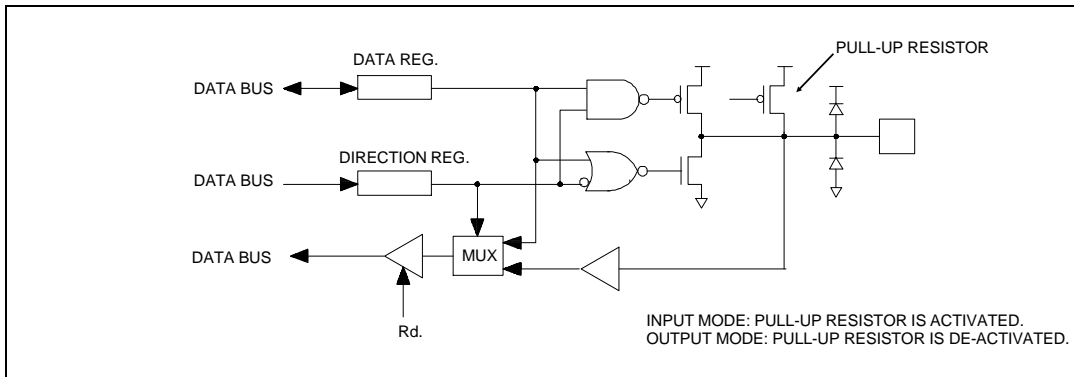 PULL-UP RESISTOR
DATA REG.
DATA BUS
DIRECTION REG.
DATA BUS
DATA BUS
MUX
Rd.
INPUT MODE: PULL-UP RESISTOR IS ACTIVATED.
OUTPUT MODE: PULL-UP RESISTOR IS DE-ACTIVATED.